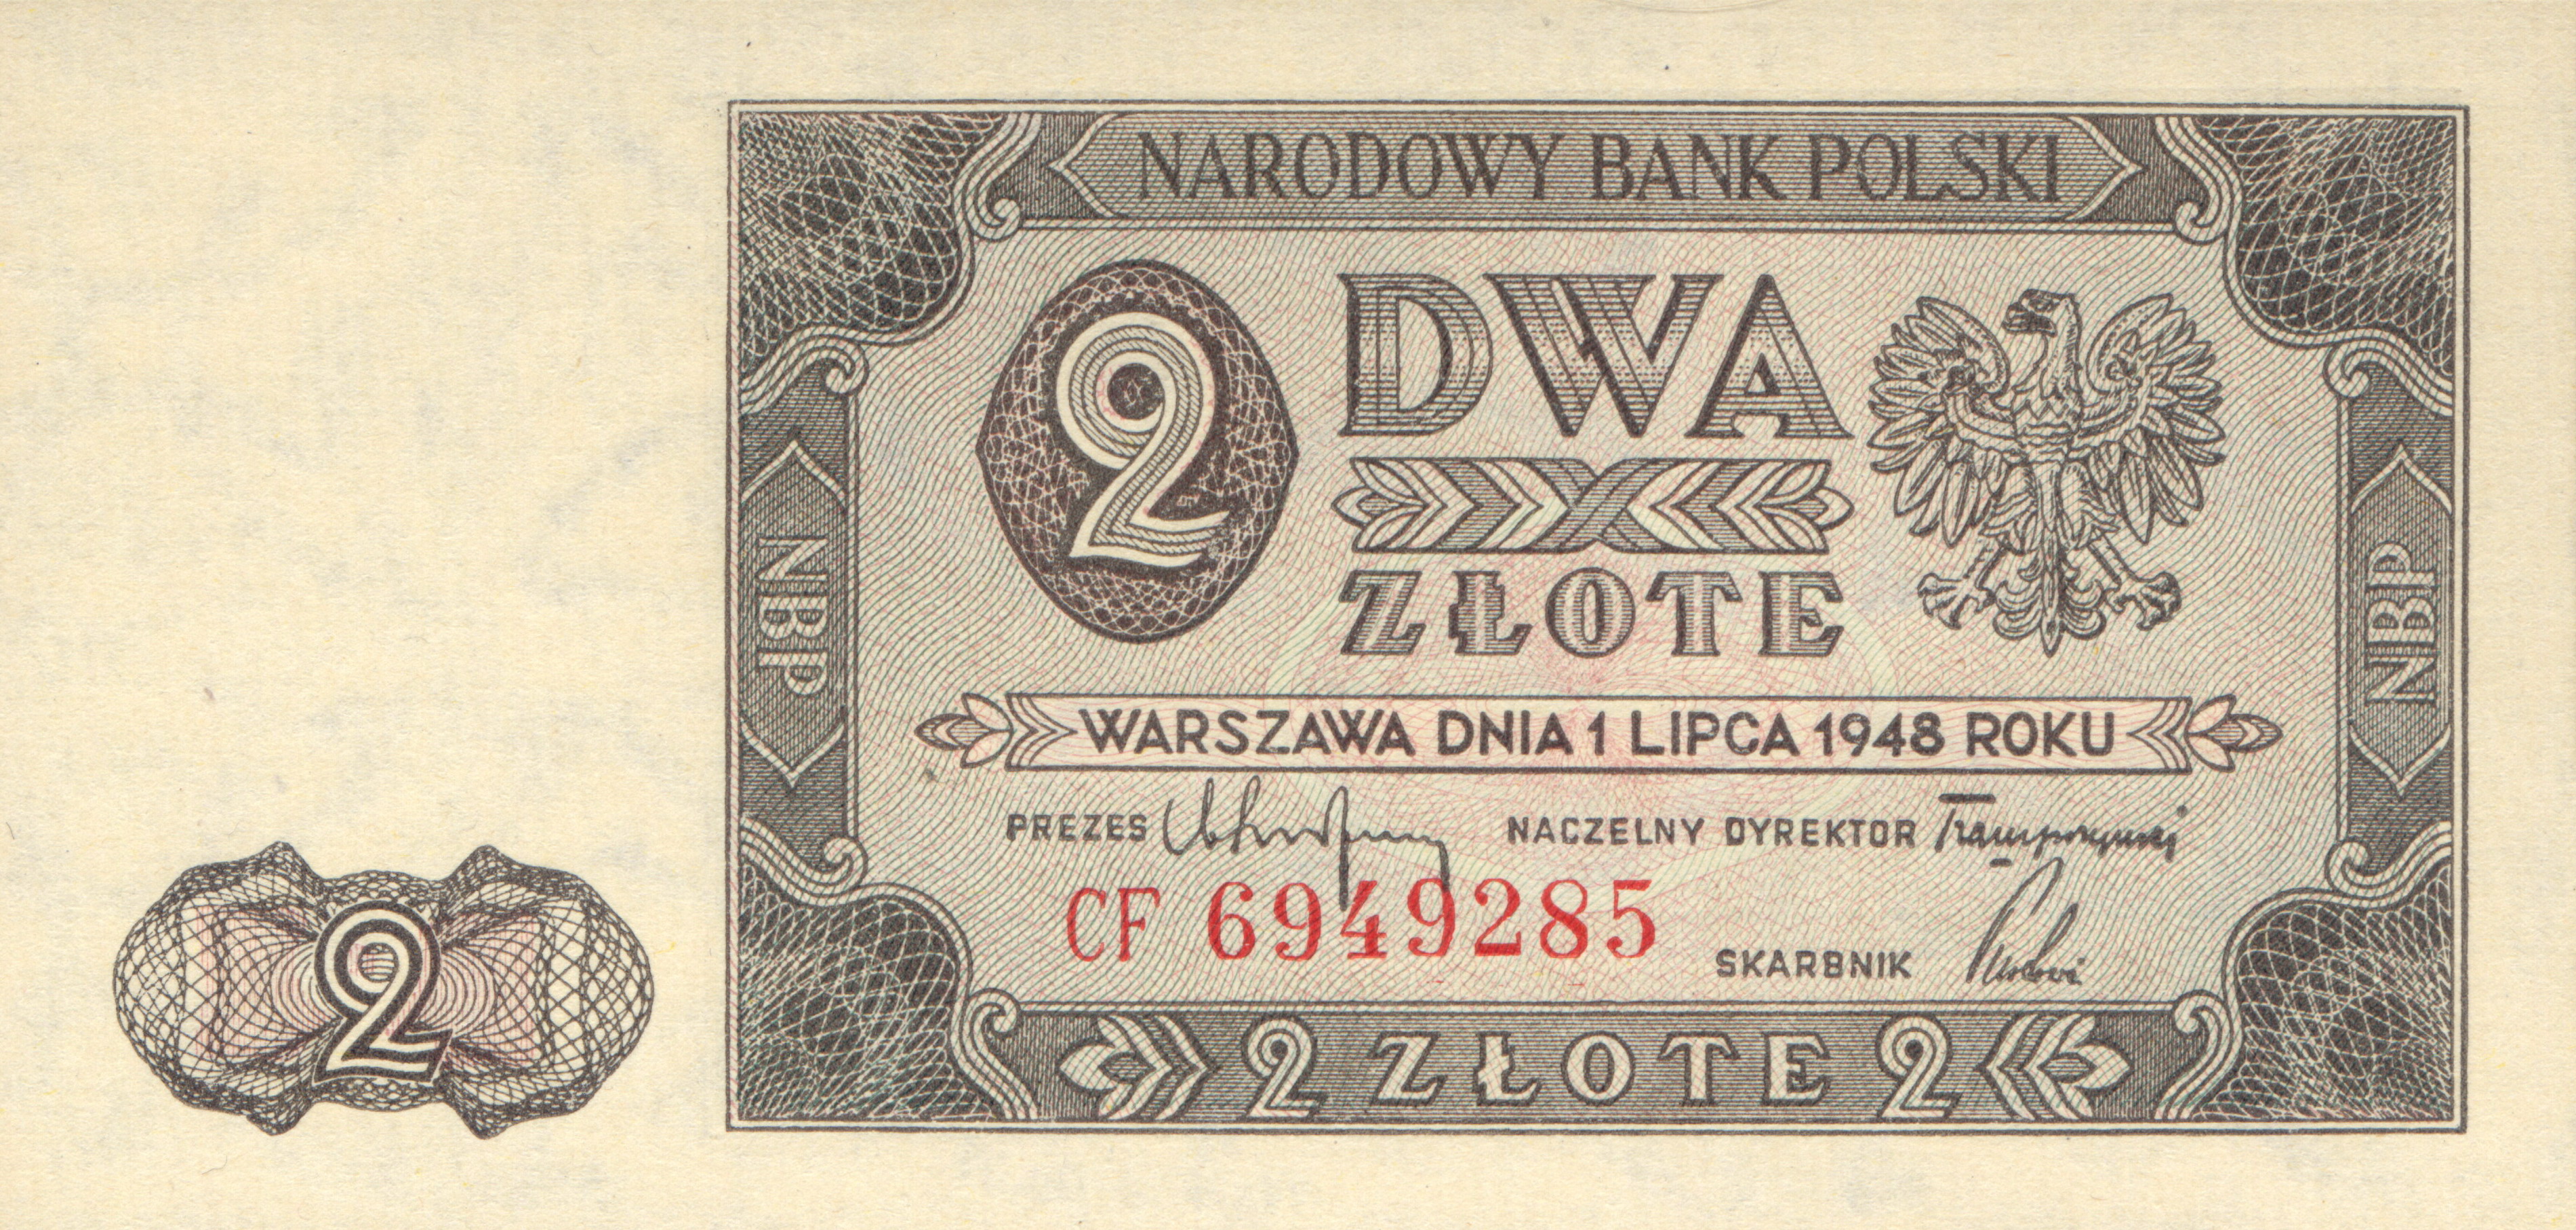 NARODOWY BANK POLSKI
2
DWA
ZŁOTE
NBP
NBP
WARSZAWA DNIA 1 LIPCA 1948 ROKU
PREZES
NACZELNY DYREKTOR
CF 6949285
SKARBNIK
2
2 ZŁOTE 2